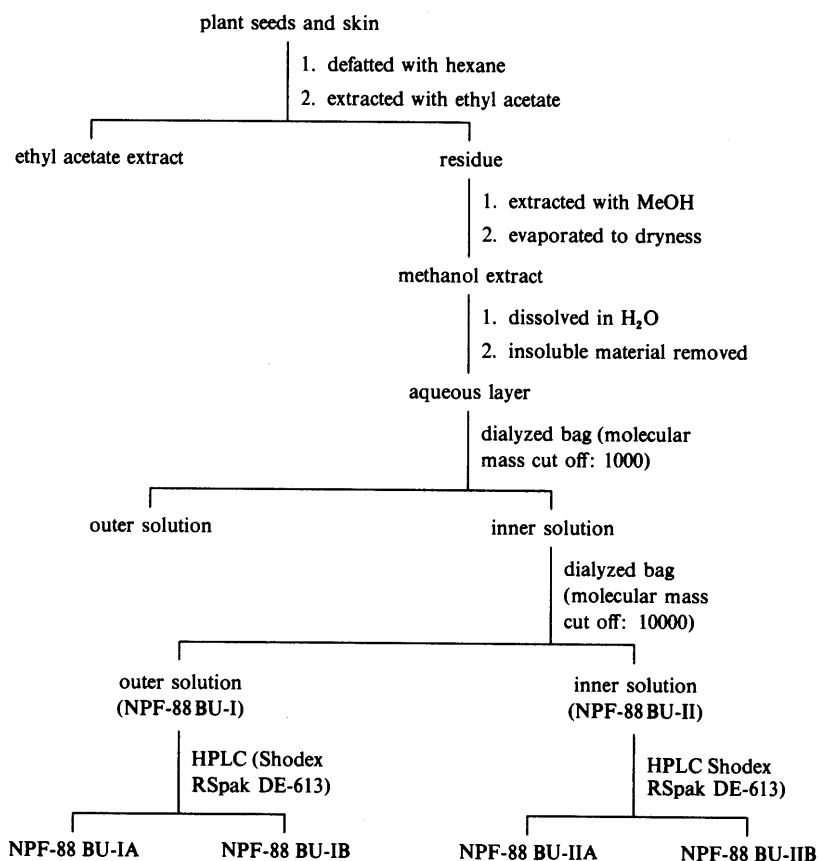 plant seeds and skin
1. defatted with hexane
2. extracted with ethyl acetate
ethyl acetate extract
residue
1. extracted with MeOH
2. evaporated to dryness
methanol extract
1. dissolved in H₂O
2. insoluble material removed
aqueous layer
dialyzed bag (molecular
mass cut off: 1000)
outer solution
inner solution
dialyzed bag
(molecular mass
cut off: 10000)
outer solution
(NPF-88 BU-I)
inner solution
(NPF-88 BU-II)
HPLC (Shodex
RSpak DE-613)
HPLC Shodex
RSpak DE-613)
NPF-88 BU-IA
NPF-88 BU-IB
NPF-88 BU-IIA
NPF-88 BU-IIB